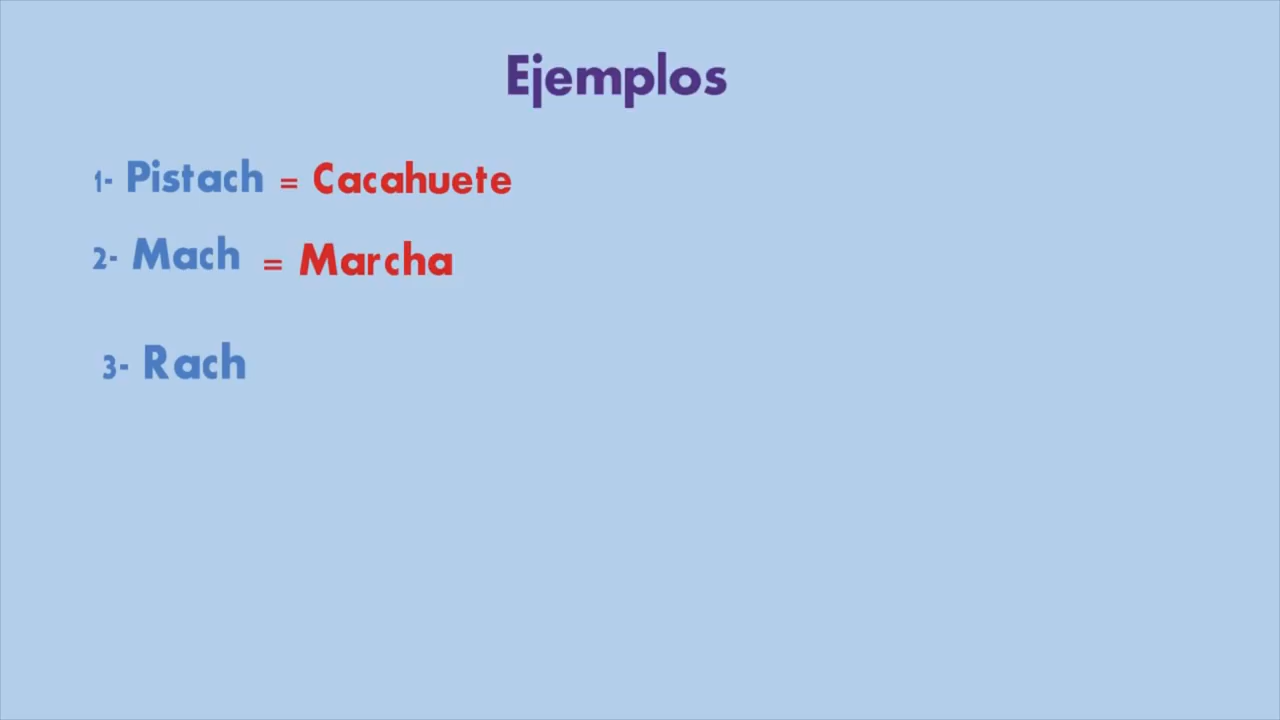 Ejemplos
1- Pistach = Cacahuete
2- Mach = Marcha
3- Rach